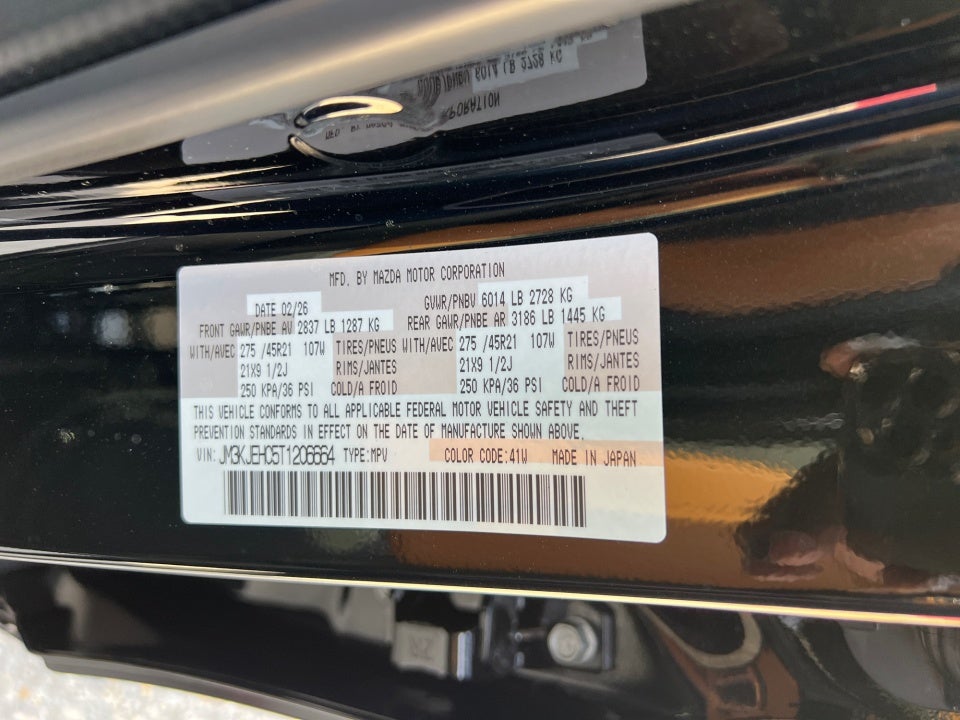 MFD. BY MAZDA MOTOR CORPORATION
DATE 02/26 GVWR/PNBV 6014 LB 2728 KG
FRONT GAWR/PNBE AV 2837 LB 1287 KG REAR GAWR/PNBE AR 3186 LB 1445 KG
WITH/AVEC 275 /45R21 107W TIRES/PNEUS WITH/AVEC 275 /45R21 107W TIRES/PNEUS
21X9 1/2J RIMS/JANTES 21X9 1/2J RIMS/JANTES
250 KPA/36 PSI COLD/A FROID 250 KPA/36 PSI COLD/A FROID
THIS VEHICLE CONFORMS TO ALL APPLICABLE FEDERAL MOTOR VEHICLE SAFETY AND THEFT
PREVENTION STANDARDS IN EFFECT ON THE DATE OF MANUFACTURE SHOWN ABOVE.
VIN: JM3KJEHC5T1206664 TYPE:MPV COLOR CODE:41W MADE IN JAPAN